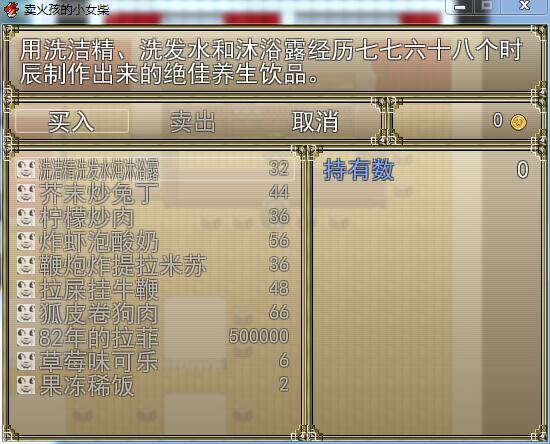 卖火孩的小女柴
用洗洁精、洗发水和沐浴露经历七七六十八个时
辰制作出来的绝佳养生饮品。
买入 卖出 取消 0
洗洁精洗发水炖沐浴露 32
芥末炒兔丁 44
柠檬炒肉 36
炸虾泡酸奶 56
鞭炮炸提拉米苏 36
拉屎挂牛鞭 48
狐皮卷狗肉 66
82年的拉菲 500000
草莓味可乐 6
果冻稀饭 2
持有数 0